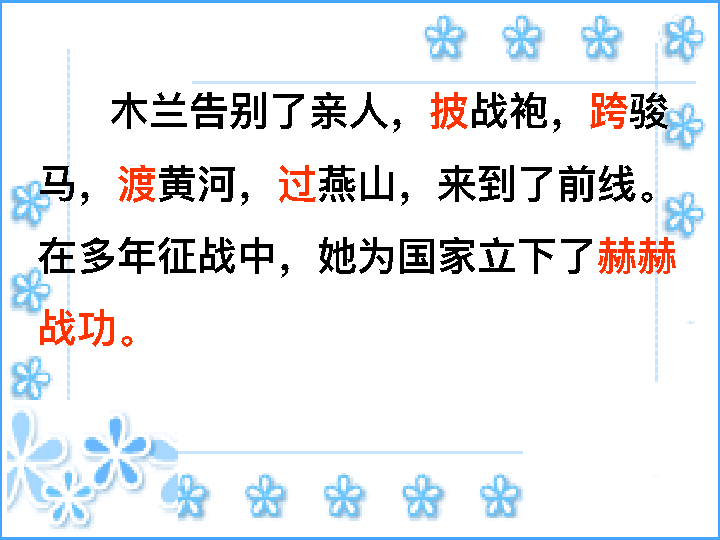 木兰告别了亲人，披战袍，跨骏
马，渡黄河，过燕山，来到了前线。
在多年征战中，她为国家立下了赫赫
战功。